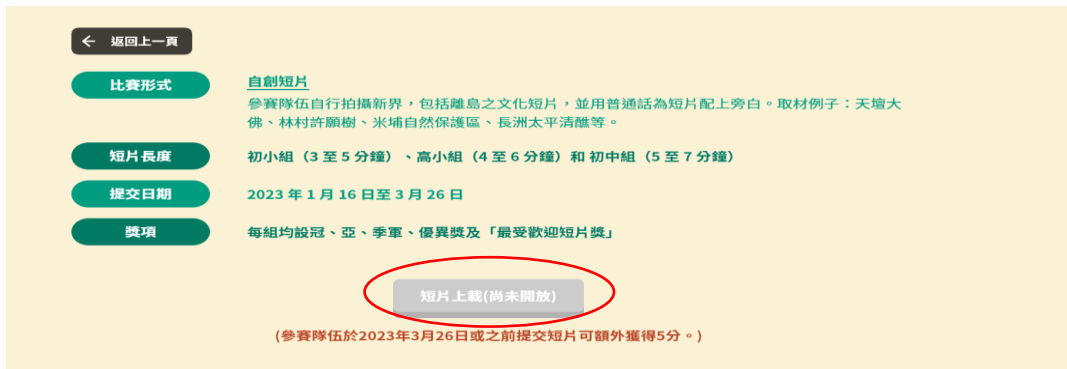 ← 返回上一頁
比賽形式
自創短片
參賽隊伍自行拍攝新界，包括離島之文化短片，並用普通話為短片配上旁白。取材例子：天壇大
佛、林村許願樹、米埔自然保護區、長洲太平清醮等。
短片長度
初小組（3 至 5 分鐘）、高小組（4 至 6 分鐘）和 初中組（5 至 7 分鐘）
提交日期
2023 年 1 月 16 日至 3 月 26 日
獎項
每組均設冠、亞、季軍、優異獎及「最受歡迎短片獎」
短片上載(尚未開放)
(參賽隊伍於2023年3月26日或之前提交短片可額外獲得5分。)